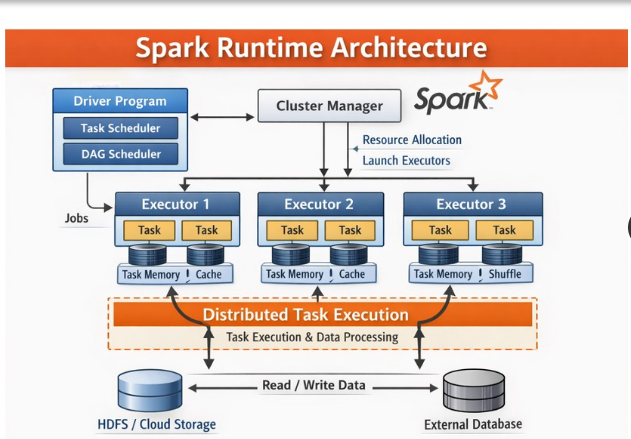 Spark Runtime Architecture
Driver Program
Task Scheduler
DAG Scheduler
Cluster Manager
Spark
Resource Allocation
Launch Executors
Jobs
Executor 1
Task Task
Task Memory Cache
Executor 2
Task Task
Task Memory Cache
Executor 3
Task Task
Task Memory Shuffle
Distributed Task Execution
Task Execution & Data Processing
Read / Write Data
HDFS / Cloud Storage
External Database